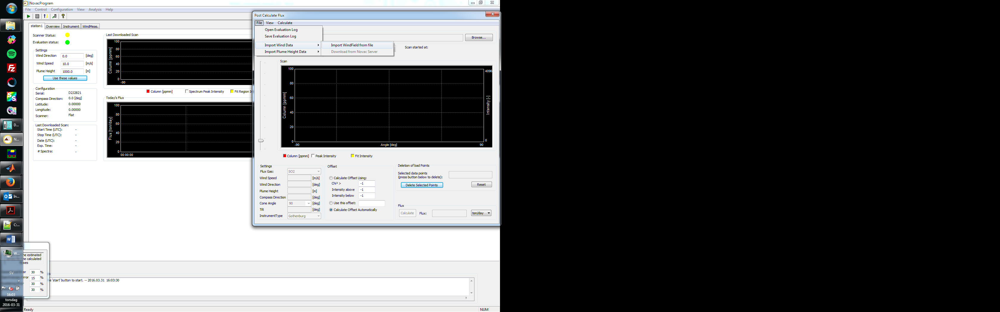 NovacProgram
File Control Configuration View Analysis Help
station1 Overview Instrument WindMeas.
Scanner Status:
Evaluation status:
Settings
Wind Direction 0.0 [deg]
Wind Speed 10.0 [m/s]
Plume Height 1000.0 [m]
Use these values
Configuration
Serial: D2J2821
Compass Direction: 0.0 [deg]
Latitude: 0.00000
Longitude: 0.00000
Scanner: Flat
Last Downloaded Scan:
Start Time (UTC): -
Stop Time (UTC): -
Date (UTC): -
Exp. Time: -
# Spectra: -
Last Downloaded Scan
Column [ppmm]
100
80
60
40
20
0
-90
Column [ppmm] Spectrum Peak Intensity Fit Region In
Today's Flux
Flux [ton/day]
100
80
60
40
20
0
00:00:00
Post Calculate Flux
File View Calculate
Open Evaluation Log
Save Evaluation Log
Import Wind Data
Import Plume Height Data
Import WindField from file
Download from Novac Server
Browse...
Scan started at:
Scan
Column [ppmm]
100
80
60
40
20
0
-90 Angle [deg] 90
4096
Intensity [-]
0
Column [ppmm] Peak Intensity Fit Intensity
Settings
Flux Gas: SO2
Wind Speed [m/s]
Wind Direction [deg]
Plume Height [m]
Compass Direction [deg]
Cone Angle 90 [deg]
Tilt [deg]
InstrumentType Gothenburg
Offset
Calculate Offset Using:
Chi² > -1
Intensity above -1
Intensity below -1
Use this offset:
Calculate Offset Automatically
Deletion of bad Points
Selected data points
(press button below to delete):
Delete Selected Points Reset
Flux
Calculate Flux: ton/day
D...
N...
In...
C:...
W...
he estimated
he calculated
xes
or 30 %
rror 15 %
r 30 %
30 %
s
e 'start' button to start. -- 2016.03.31 16:03:30
SV
16:03
torsdag
2016-03-31
Ready NUM